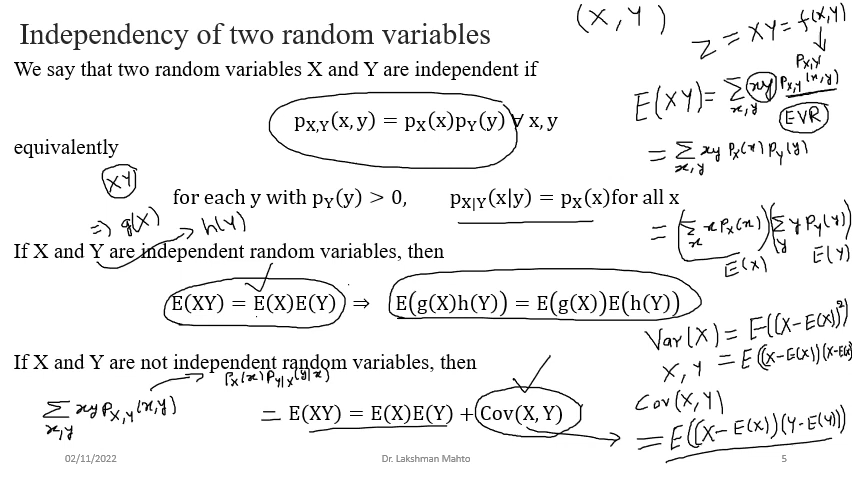 Independency of two random variables
(X, Y)
Z = XY = f(X,Y)
We say that two random variables X and Y are independent if
P_{X,Y}
E(XY) = Σ_{x,y} xy P_{X,Y}(x,y)
EVR
p_{X,Y}(x, y) = p_X(x)p_Y(y) ∀ x, y
= Σ_{x,y} xy P_X(x) P_Y(y)
equivalently
XY
for each y with p_Y(y) > 0, p_{X|Y}(x|y) = p_X(x)for all x
⇒ g(X) → h(Y)
= (Σ_x x P_X(x)) (Σ_y y P_Y(y))
E(X) E(Y)
If X and Y are independent random variables, then
E(XY) = E(X)E(Y) ⇒ E(g(X)h(Y)) = E(g(X))E(h(Y))
Var(X) = E((X-E(X))²)
X, Y = E((X-E(X))(X-E(X
If X and Y are not independent random variables, then
→ P_X(x) P_{Y|X}(y|x)
Cov(X, Y)
Σ_{x,y} xy P_{X,Y}(x,y)
= E(XY) = E(X)E(Y) + Cov(X, Y)
= E((X-E(X))(Y-E(Y)))
02/11/2022 Dr. Lakshman Mahto 5